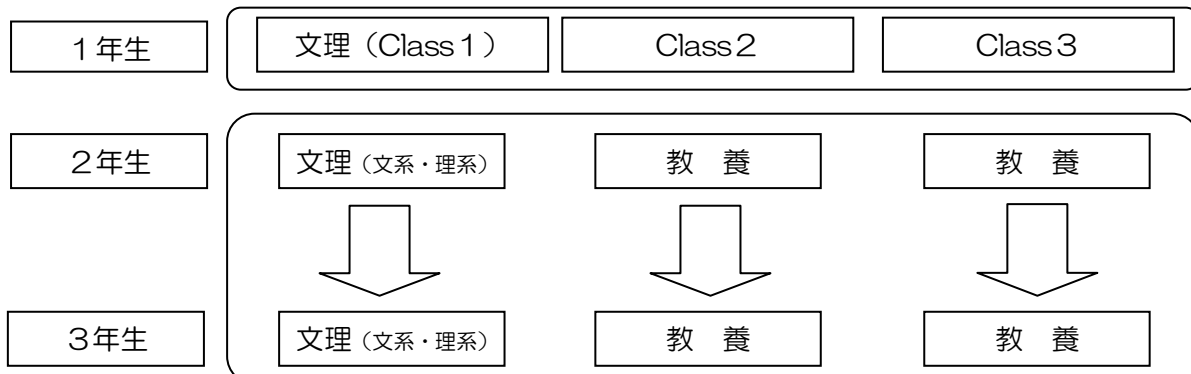 １年生 文理（Class１） Class２ Class３
２年生 文理（文系・理系） 教　養 教　養
３年生 文理（文系・理系） 教　養 教　養